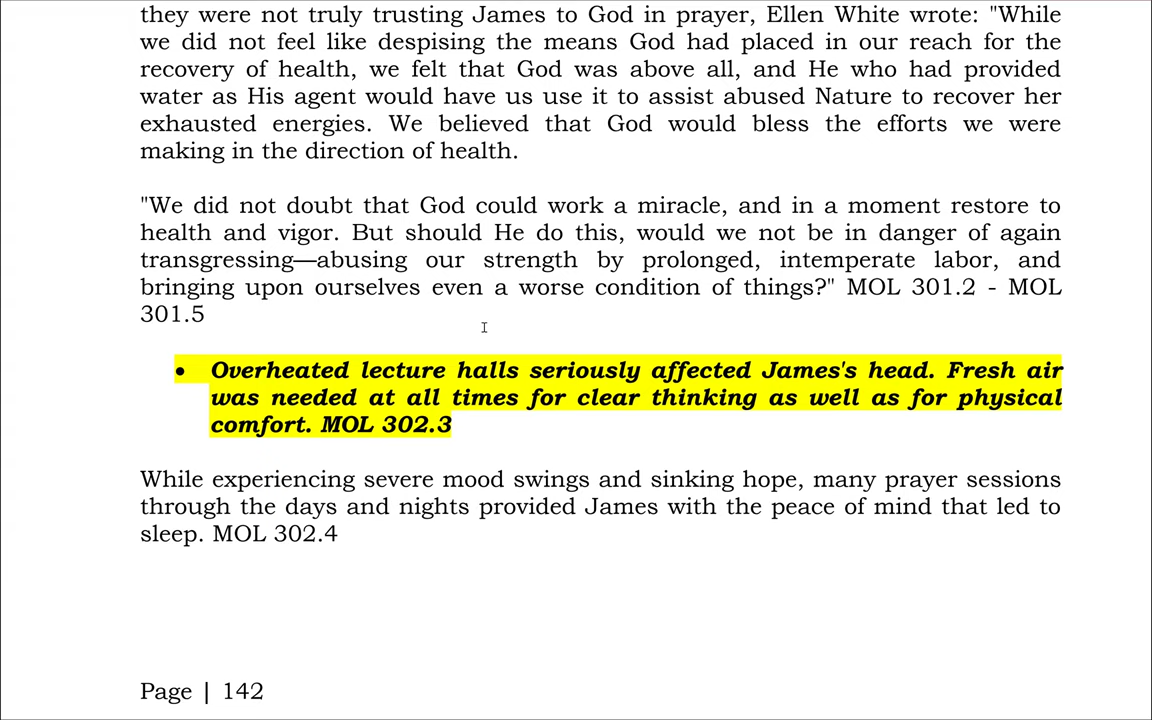 they were not truly trusting James to God in prayer, Ellen White wrote: "While
we did not feel like despising the means God had placed in our reach for the
recovery of health, we felt that God was above all, and He who had provided
water as His agent would have us use it to assist abused Nature to recover her
exhausted energies. We believed that God would bless the efforts we were
making in the direction of health.
"We did not doubt that God could work a miracle, and in a moment restore to
health and vigor. But should He do this, would we not be in danger of again
transgressing—abusing our strength by prolonged, intemperate labor, and
bringing upon ourselves even a worse condition of things?" MOL 301.2 - MOL
301.5
• Overheated lecture halls seriously affected James's head. Fresh air
was needed at all times for clear thinking as well as for physical
comfort. MOL 302.3
While experiencing severe mood swings and sinking hope, many prayer sessions
through the days and nights provided James with the peace of mind that led to
sleep. MOL 302.4
Page | 142